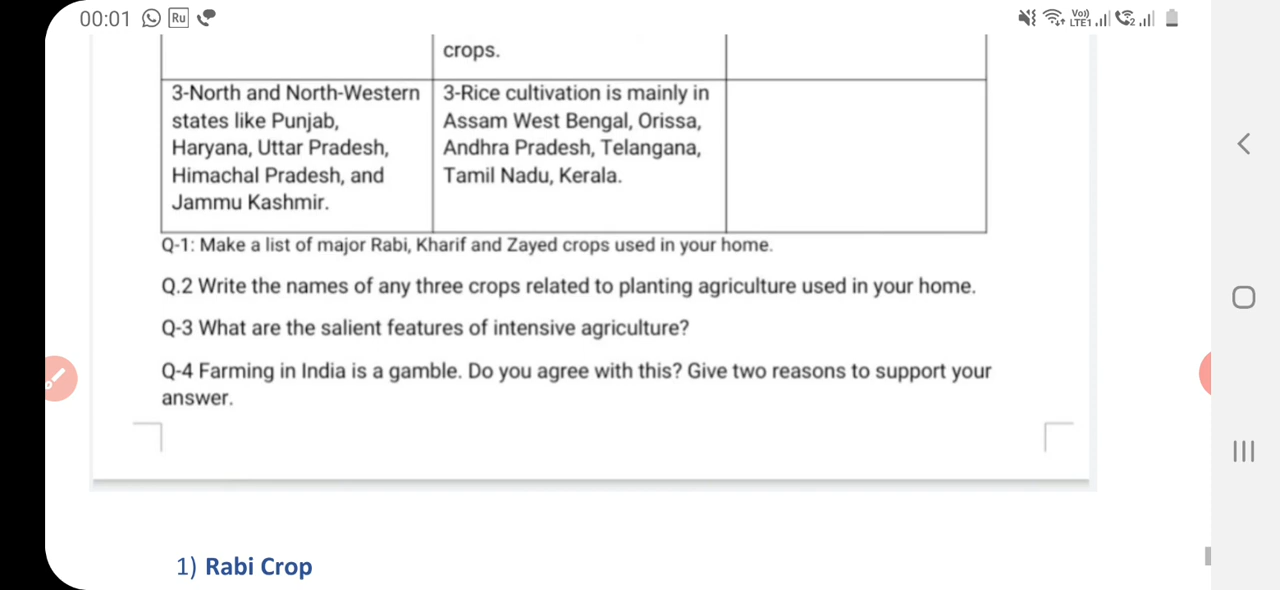 00:01 Ru Vo)) LTE1 2
crops.
3-North and North-Western
states like Punjab,
Haryana, Uttar Pradesh,
Himachal Pradesh, and
Jammu Kashmir.
3-Rice cultivation is mainly in
Assam West Bengal, Orissa,
Andhra Pradesh, Telangana,
Tamil Nadu, Kerala.
Q-1: Make a list of major Rabi, Kharif and Zayed crops used in your home.
Q.2 Write the names of any three crops related to planting agriculture used in your home.
Q-3 What are the salient features of intensive agriculture?
Q-4 Farming in India is a gamble. Do you agree with this? Give two reasons to support your
answer.
1) Rabi Crop